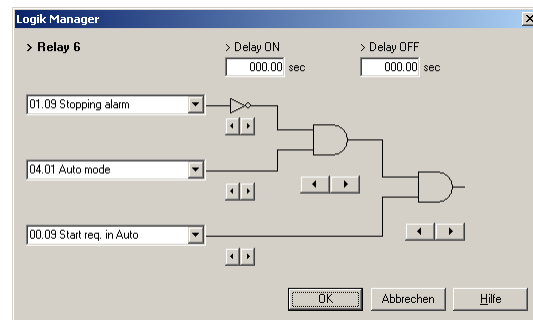 Logik Manager
> Relay 6
> Delay ON
> Delay OFF
000.00 sec
000.00 sec
01.09 Stopping alarm
04.01 Auto mode
00.09 Start req. in Auto
OK
Abbrechen
Hilfe